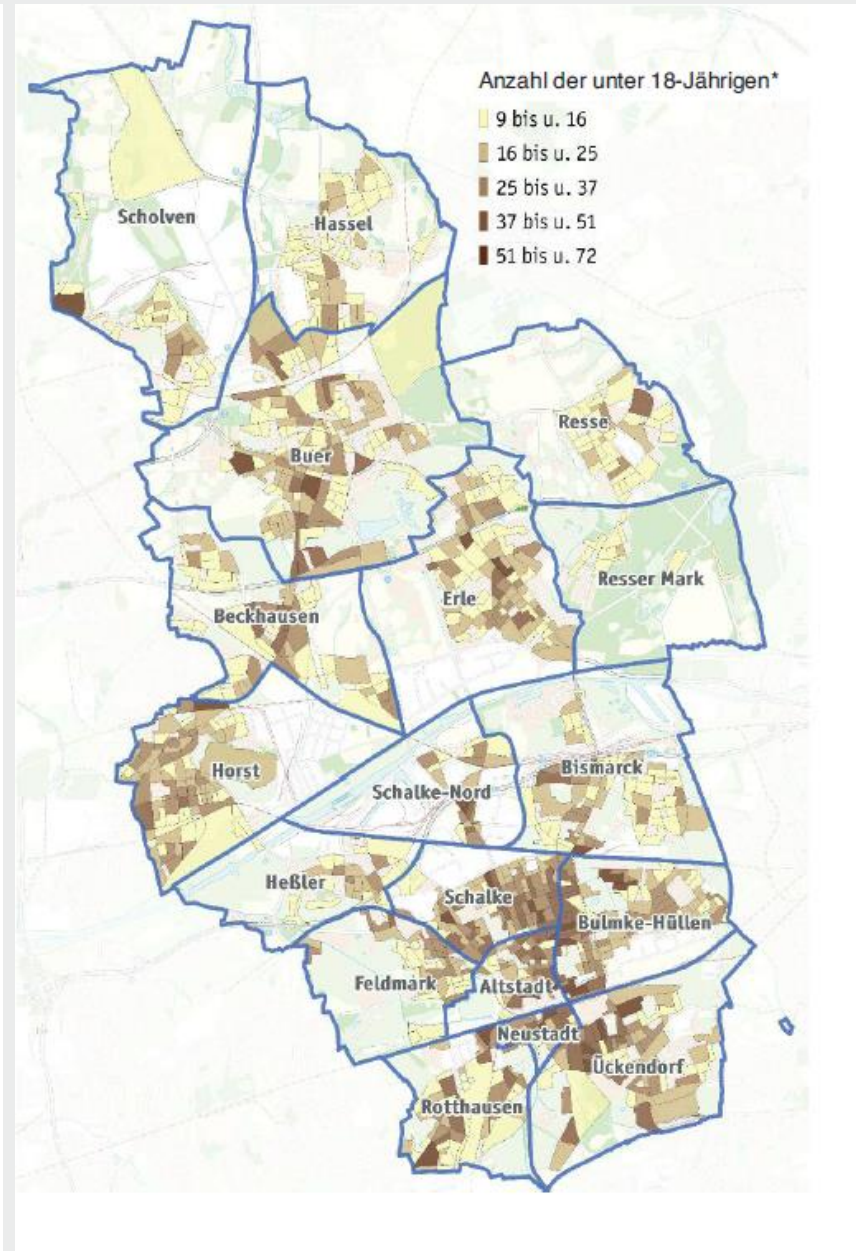 Anzahl der unter 18-Jährigen*
9 bis u. 16
16 bis u. 25
25 bis u. 37
37 bis u. 51
51 bis u. 72
Scholven
Hassel
Resse
Buer
Resser Mark
Erle
Beckhausen
Horst
Bismarck
Schalke-Nord
Heßler
Schalke
Bulmke-Hüllen
Feldmark
Altstadt
Neustadt
Ückendorf
Rotthausen